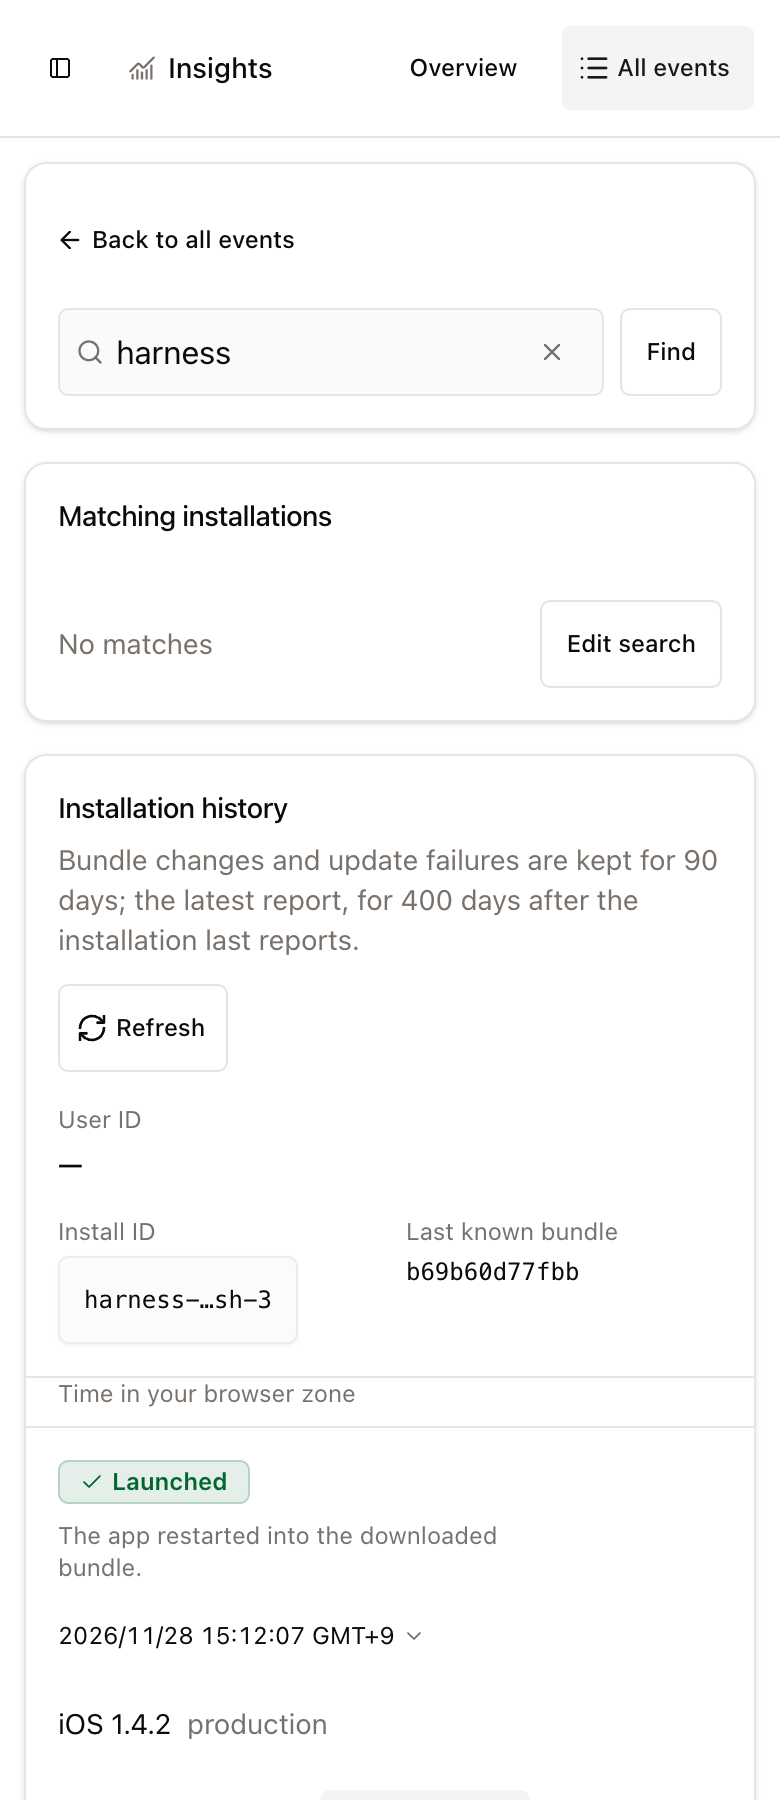 Insights
Overview
All events
Back to all events
harness
Find
Matching installations
No matches
Edit search
Installation history
Bundle changes and update failures are kept for 90
days; the latest report, for 400 days after the
installation last reports.
Refresh
User ID
—
Install ID
Last known bundle
harness-…sh-3
b69b60d77fbb
Time in your browser zone
Launched
The app restarted into the downloaded
bundle.
2026/11/28 15:12:07 GMT+9
iOS 1.4.2 production